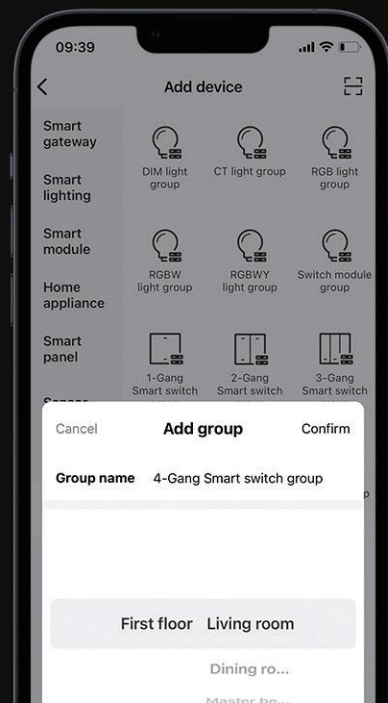 09:39
Add device
Smart
gateway
Smart
lighting
Smart
module
Home
appliance
Smart
panel
DIM light
group
CT light group
RGB light
group
RGBW
light group
RGBWY
light group
Switch module
group
1-Gang
Smart switch
2-Gang
Smart switch
3-Gang
Smart switch
Cancel
Add group
Confirm
Group name
4-Gang Smart switch group
First floor
Living room
Dining ro...